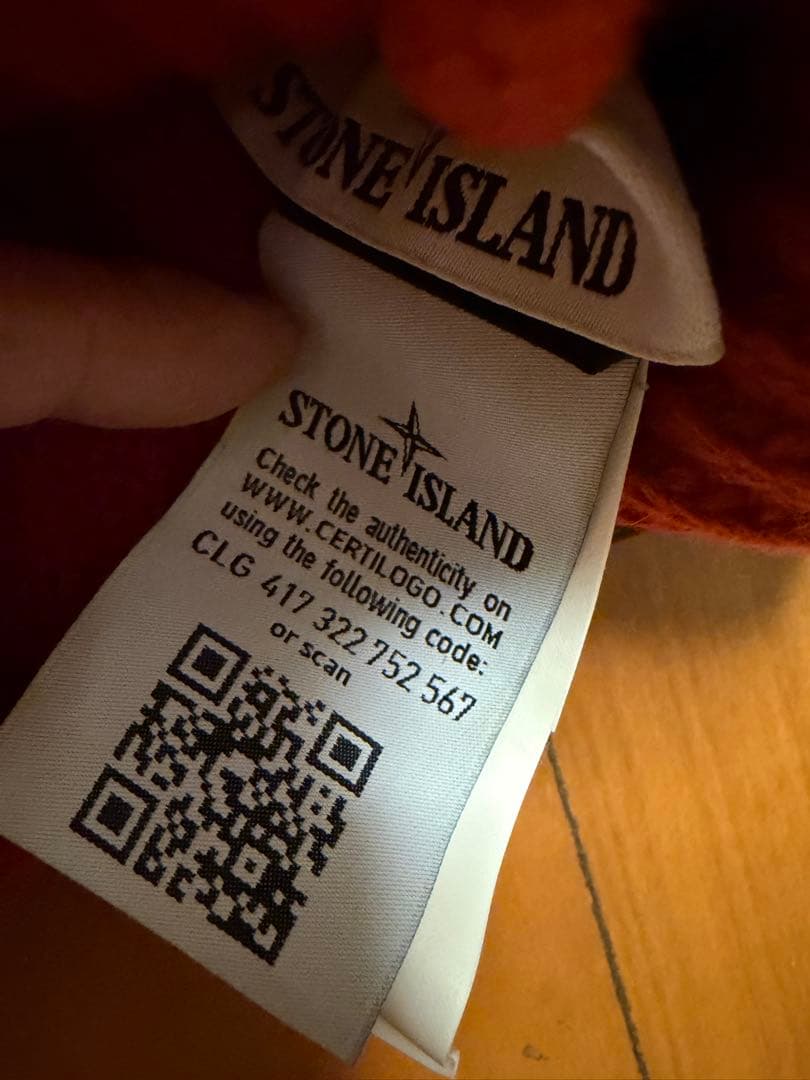 STONE ISLAND
STONE ISLAND
Check the authenticity on
WWW.CERTILOGO.COM
using the following code:
CLG 417 322 752 567
or scan